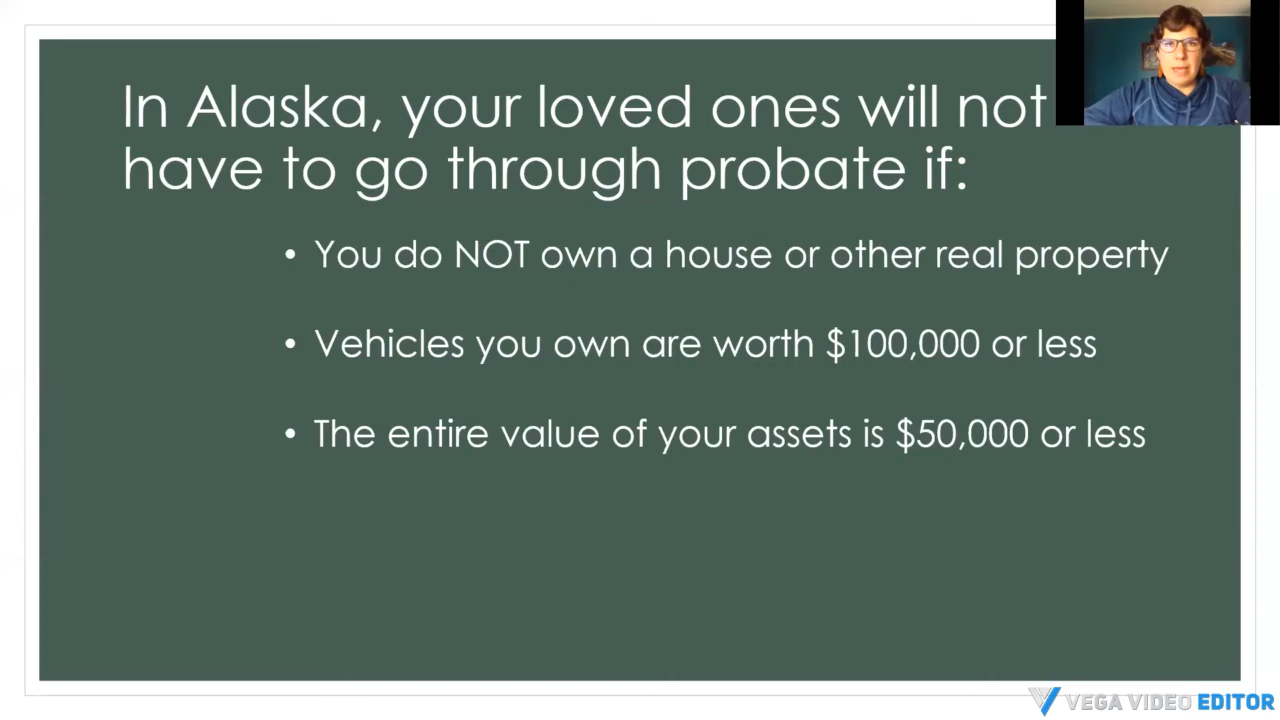 In Alaska, your loved ones will not
have to go through probate if:
• You do NOT own a house or other real property
• Vehicles you own are worth $100,000 or less
• The entire value of your assets is $50,000 or less
VEGA VIDEO EDITOR